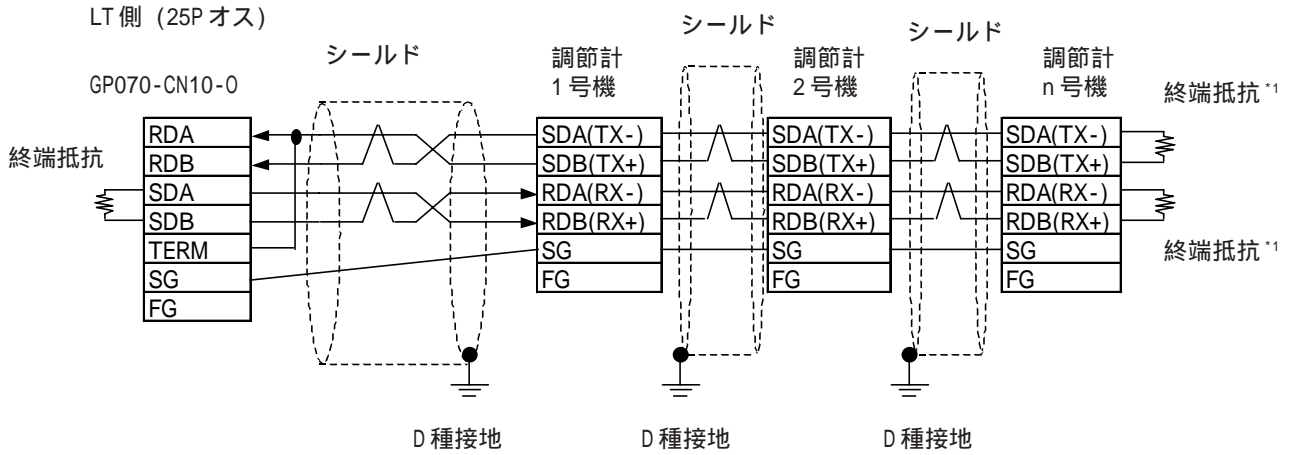 LT側 (25Pオス)
GP070-CN10-O
シールド
シールド
シールド
調節計
1号機
調節計
2号機
調節計
n号機
終端抵抗*1
終端抵抗
RDA
RDB
SDA
SDB
TERM
SG
FG
SDA(TX-)
SDB(TX+)
RDA(RX-)
RDB(RX+)
SG
FG
SDA(TX-)
SDB(TX+)
RDA(RX-)
RDB(RX+)
SG
FG
SDA(TX-)
SDB(TX+)
RDA(RX-)
RDB(RX+)
SG
FG
終端抵抗*1
D種接地
D種接地
D種接地